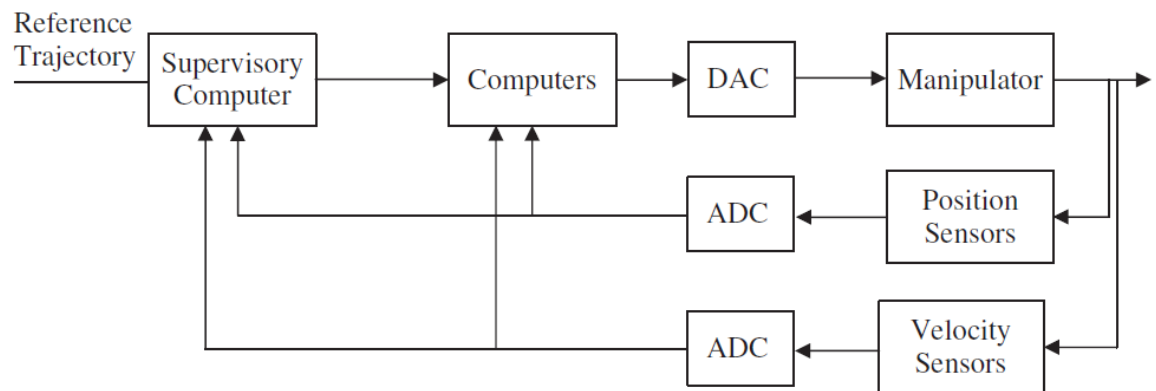 Reference
Trajectory
Supervisory
Computer
Computers
DAC
Manipulator
ADC
Position
Sensors
ADC
Velocity
Sensors